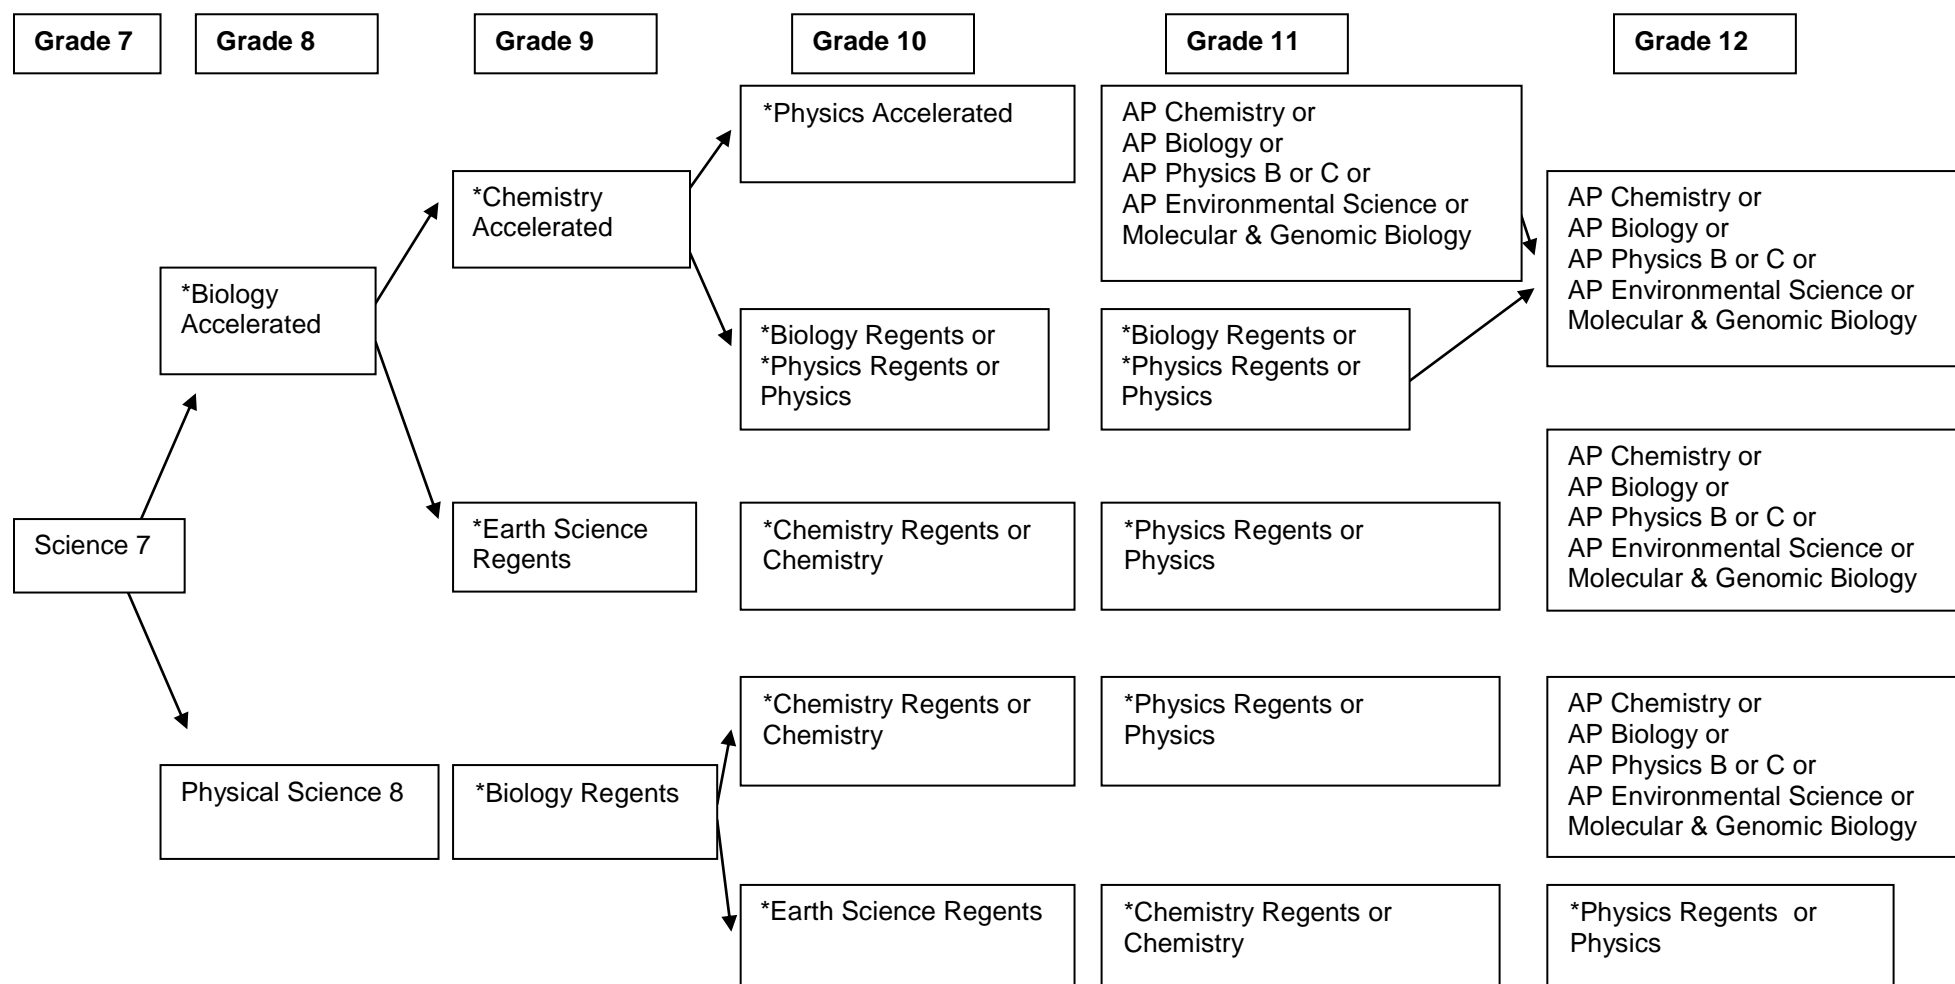 Grade 7
Grade 8
Grade 9
Grade 10
Grade 11
Grade 12
Science 7
*Biology
Accelerated
Physical Science 8
*Chemistry
Accelerated
*Earth Science
Regents
*Biology Regents
*Physics Accelerated
*Biology Regents or
*Physics Regents or
Physics
*Chemistry Regents or
Chemistry
*Chemistry Regents or
Chemistry
*Earth Science Regents
AP Chemistry or
AP Biology or
AP Physics B or C or
AP Environmental Science or
Molecular & Genomic Biology
*Biology Regents or
*Physics Regents or
Physics
*Physics Regents or
Physics
*Physics Regents or
Physics
*Chemistry Regents or
Chemistry
AP Chemistry or
AP Biology or
AP Physics B or C or
AP Environmental Science or
Molecular & Genomic Biology
AP Chemistry or
AP Biology or
AP Physics B or C or
AP Environmental Science or
Molecular & Genomic Biology
AP Chemistry or
AP Biology or
AP Physics B or C or
AP Environmental Science or
Molecular & Genomic Biology
*Physics Regents or
Physics